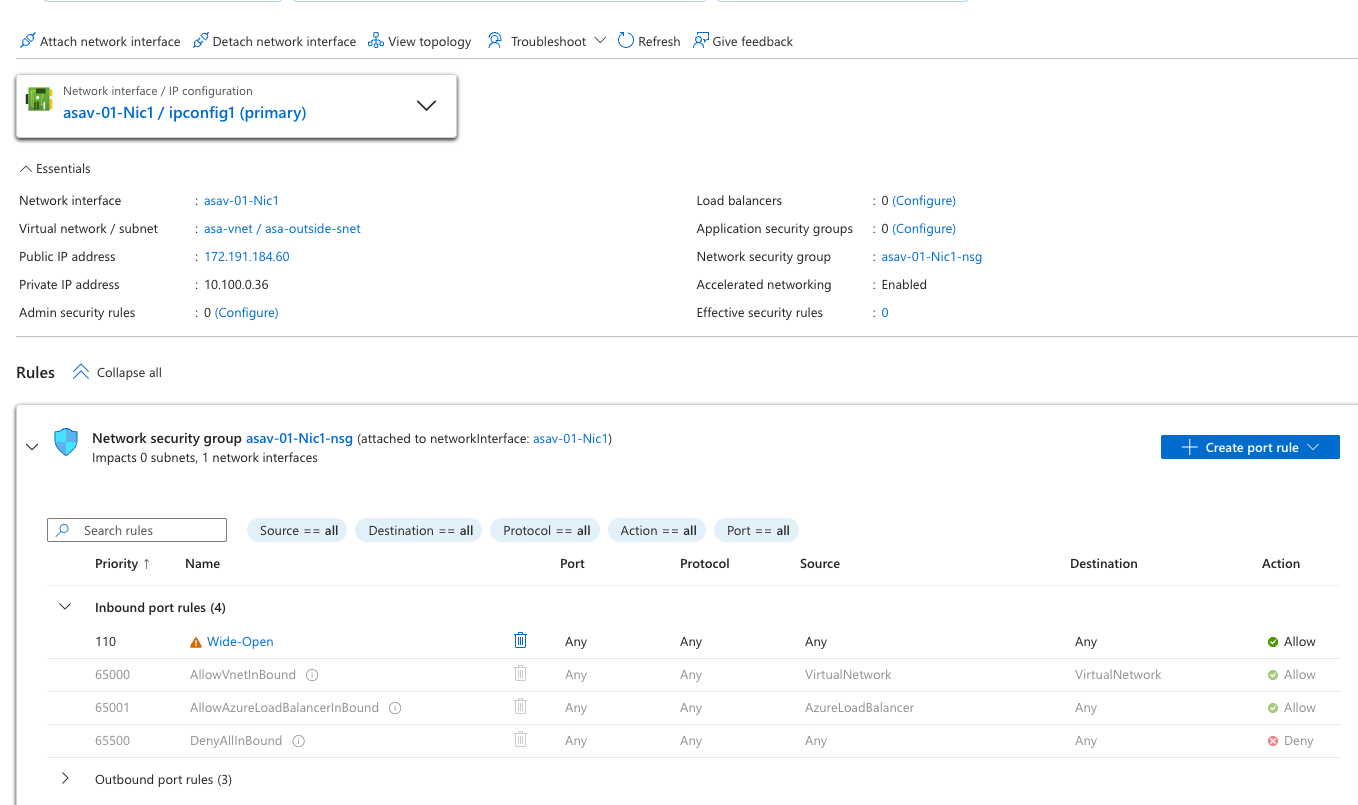 Attach network interface Detach network interface View topology Troubleshoot Refresh Give feedback
Network interface / IP configuration
asav-01-Nic1 / ipconfig1 (primary)
Essentials
Network interface : asav-01-Nic1
Virtual network / subnet : asa-vnet / asa-outside-snet
Public IP address : 172.191.184.60
Private IP address : 10.100.0.36
Admin security rules : 0 (Configure)
Load balancers : 0 (Configure)
Application security groups : 0 (Configure)
Network security group : asav-01-Nic1-nsg
Accelerated networking : Enabled
Effective security rules : 0
Rules Collapse all
Network security group asav-01-Nic1-nsg (attached to networkInterface: asav-01-Nic1)
Impacts 0 subnets, 1 network interfaces
Create port rule
Search rules Source == all Destination == all Protocol == all Action == all Port == all
Priority ↑ Name Port Protocol Source Destination Action
Inbound port rules (4)
110 Wide-Open Any Any Any Any Allow
65000 AllowVnetInBound Any Any VirtualNetwork VirtualNetwork Allow
65001 AllowAzureLoadBalancerInBound Any Any AzureLoadBalancer Any Allow
65500 DenyAllInBound Any Any Any Any Deny
Outbound port rules (3)